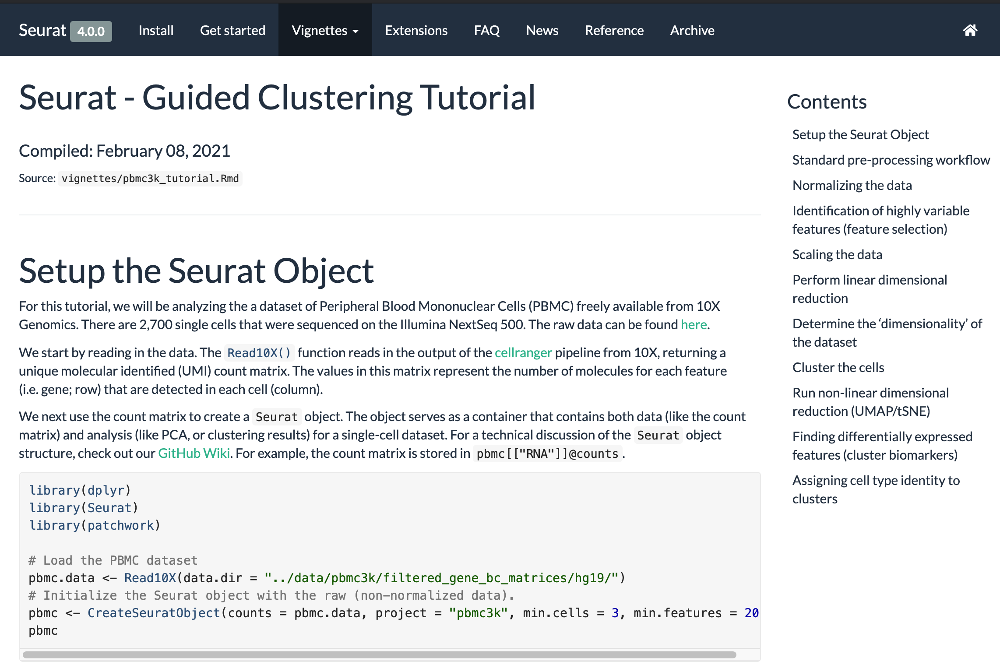 Seurat 4.0.0 Install Get started Vignettes Extensions FAQ News Reference Archive
Seurat - Guided Clustering Tutorial
Compiled: February 08, 2021
Source: vignettes/pbmc3k_tutorial.Rmd
Setup the Seurat Object
For this tutorial, we will be analyzing the a dataset of Peripheral Blood Mononuclear Cells (PBMC) freely available from 10X
Genomics. There are 2,700 single cells that were sequenced on the Illumina NextSeq 500. The raw data can be found here.
We start by reading in the data. The Read10X() function reads in the output of the cellranger pipeline from 10X, returning a
unique molecular identified (UMI) count matrix. The values in this matrix represent the number of molecules for each feature
(i.e. gene; row) that are detected in each cell (column).
We next use the count matrix to create a Seurat object. The object serves as a container that contains both data (like the count
matrix) and analysis (like PCA, or clustering results) for a single-cell dataset. For a technical discussion of the Seurat object
structure, check out our GitHub Wiki. For example, the count matrix is stored in pbmc[["RNA"]]@counts.
library(dplyr)
library(Seurat)
library(patchwork)
# Load the PBMC dataset
pbmc.data <- Read10X(data.dir = "../data/pbmc3k/filtered_gene_bc_matrices/hg19/")
# Initialize the Seurat object with the raw (non-normalized data).
pbmc <- CreateSeuratObject(counts = pbmc.data, project = "pbmc3k", min.cells = 3, min.features = 20
pbmc
Contents
Setup the Seurat Object
Standard pre-processing workflow
Normalizing the data
Identification of highly variable
features (feature selection)
Scaling the data
Perform linear dimensional
reduction
Determine the ‘dimensionality’ of
the dataset
Cluster the cells
Run non-linear dimensional
reduction (UMAP/tSNE)
Finding differentially expressed
features (cluster biomarkers)
Assigning cell type identity to
clusters